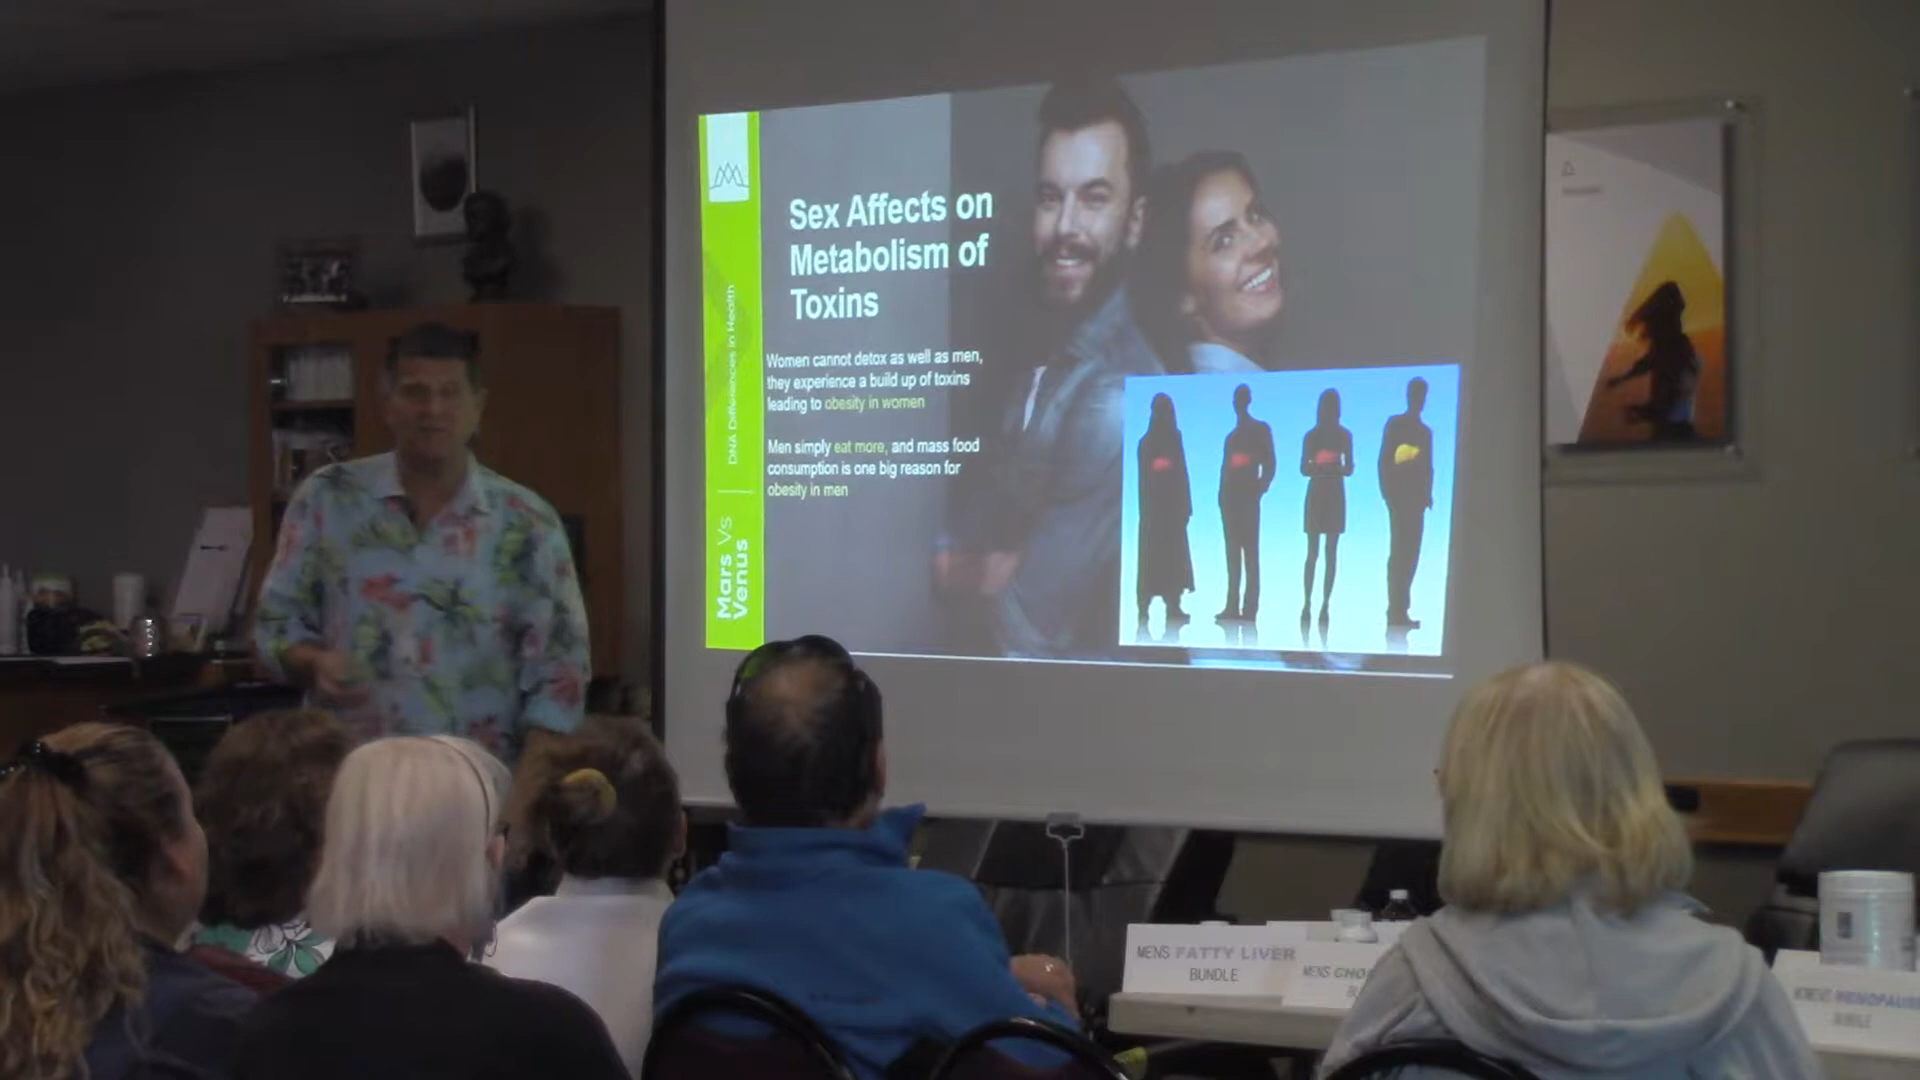 Sex Affects on
Metabolism of
Toxins
Women cannot detox as well as men,
they experience a build up of toxins
leading to obesity in women
Men simply eat more, and mass food
consumption is one big reason for
obesity in men
DNA Differences in Health
Mars Vs
Venus
MENS FATTY LIVER
BUNDLE
MENS
WOMENS MENOPAUSE
BUNDLE